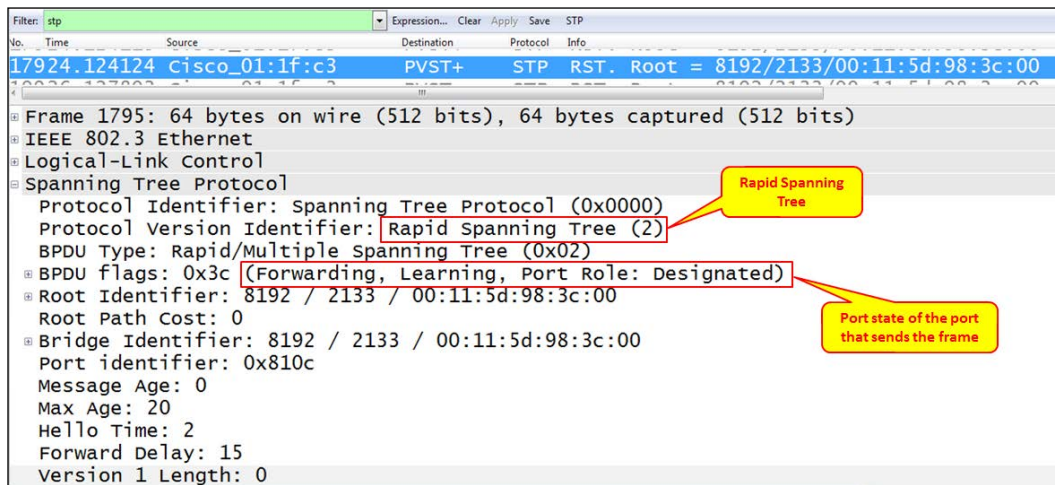 Filter: stp Expression... Clear Apply Save STP
No. Time Source Destination Protocol Info
17924.124124 Cisco_01:1f:c3 PVST+ STP RST. Root = 8192/2133/00:11:5d:98:3c:00
Frame 1795: 64 bytes on wire (512 bits), 64 bytes captured (512 bits)
IEEE 802.3 Ethernet
Logical-Link Control
Spanning Tree Protocol
Rapid Spanning
Tree
Protocol Identifier: Spanning Tree Protocol (0x0000)
Protocol Version Identifier: Rapid Spanning Tree (2)
BPDU Type: Rapid/Multiple Spanning Tree (0x02)
BPDU flags: 0x3c (Forwarding, Learning, Port Role: Designated)
Root Identifier: 8192 / 2133 / 00:11:5d:98:3c:00
Root Path Cost: 0
Port state of the port
that sends the frame
Bridge Identifier: 8192 / 2133 / 00:11:5d:98:3c:00
Port identifier: 0x810c
Message Age: 0
Max Age: 20
Hello Time: 2
Forward Delay: 15
Version 1 Length: 0